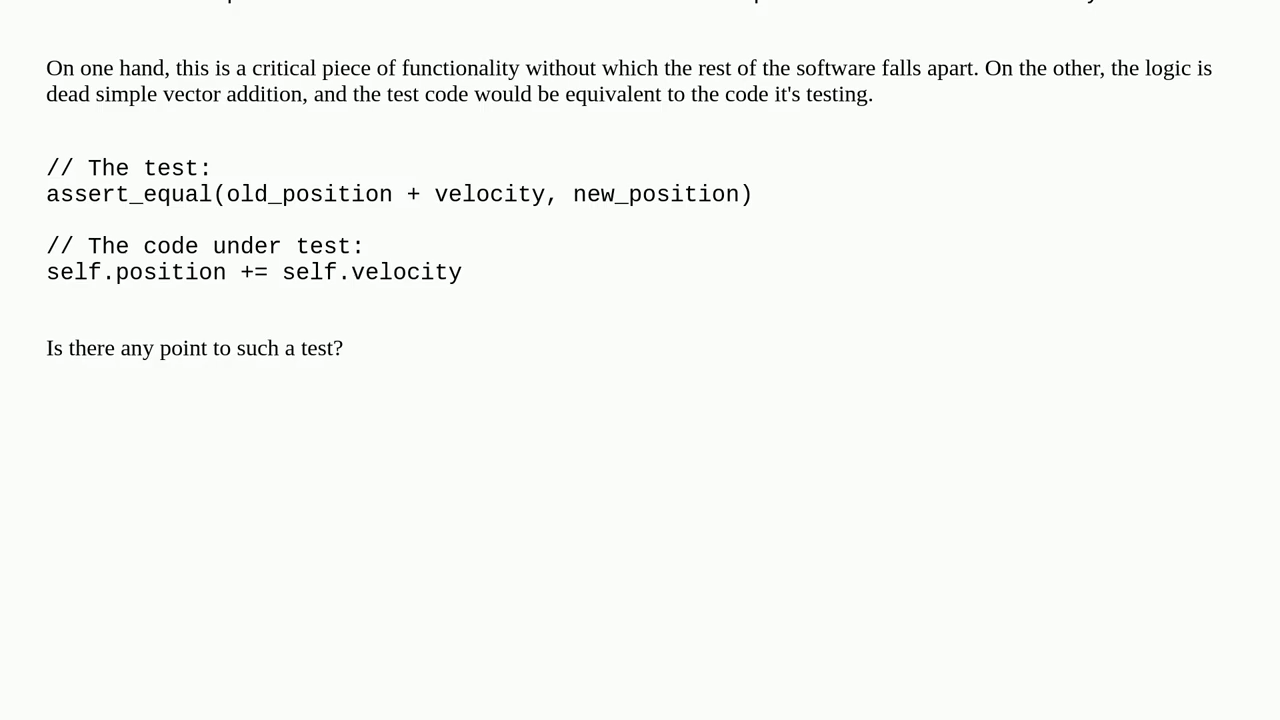 On one hand, this is a critical piece of functionality without which the rest of the software falls apart. On the other, the logic is
dead simple vector addition, and the test code would be equivalent to the code it's testing.
// The test:
assert_equal(old_position + velocity, new_position)
// The code under test:
self.position += self.velocity
Is there any point to such a test?